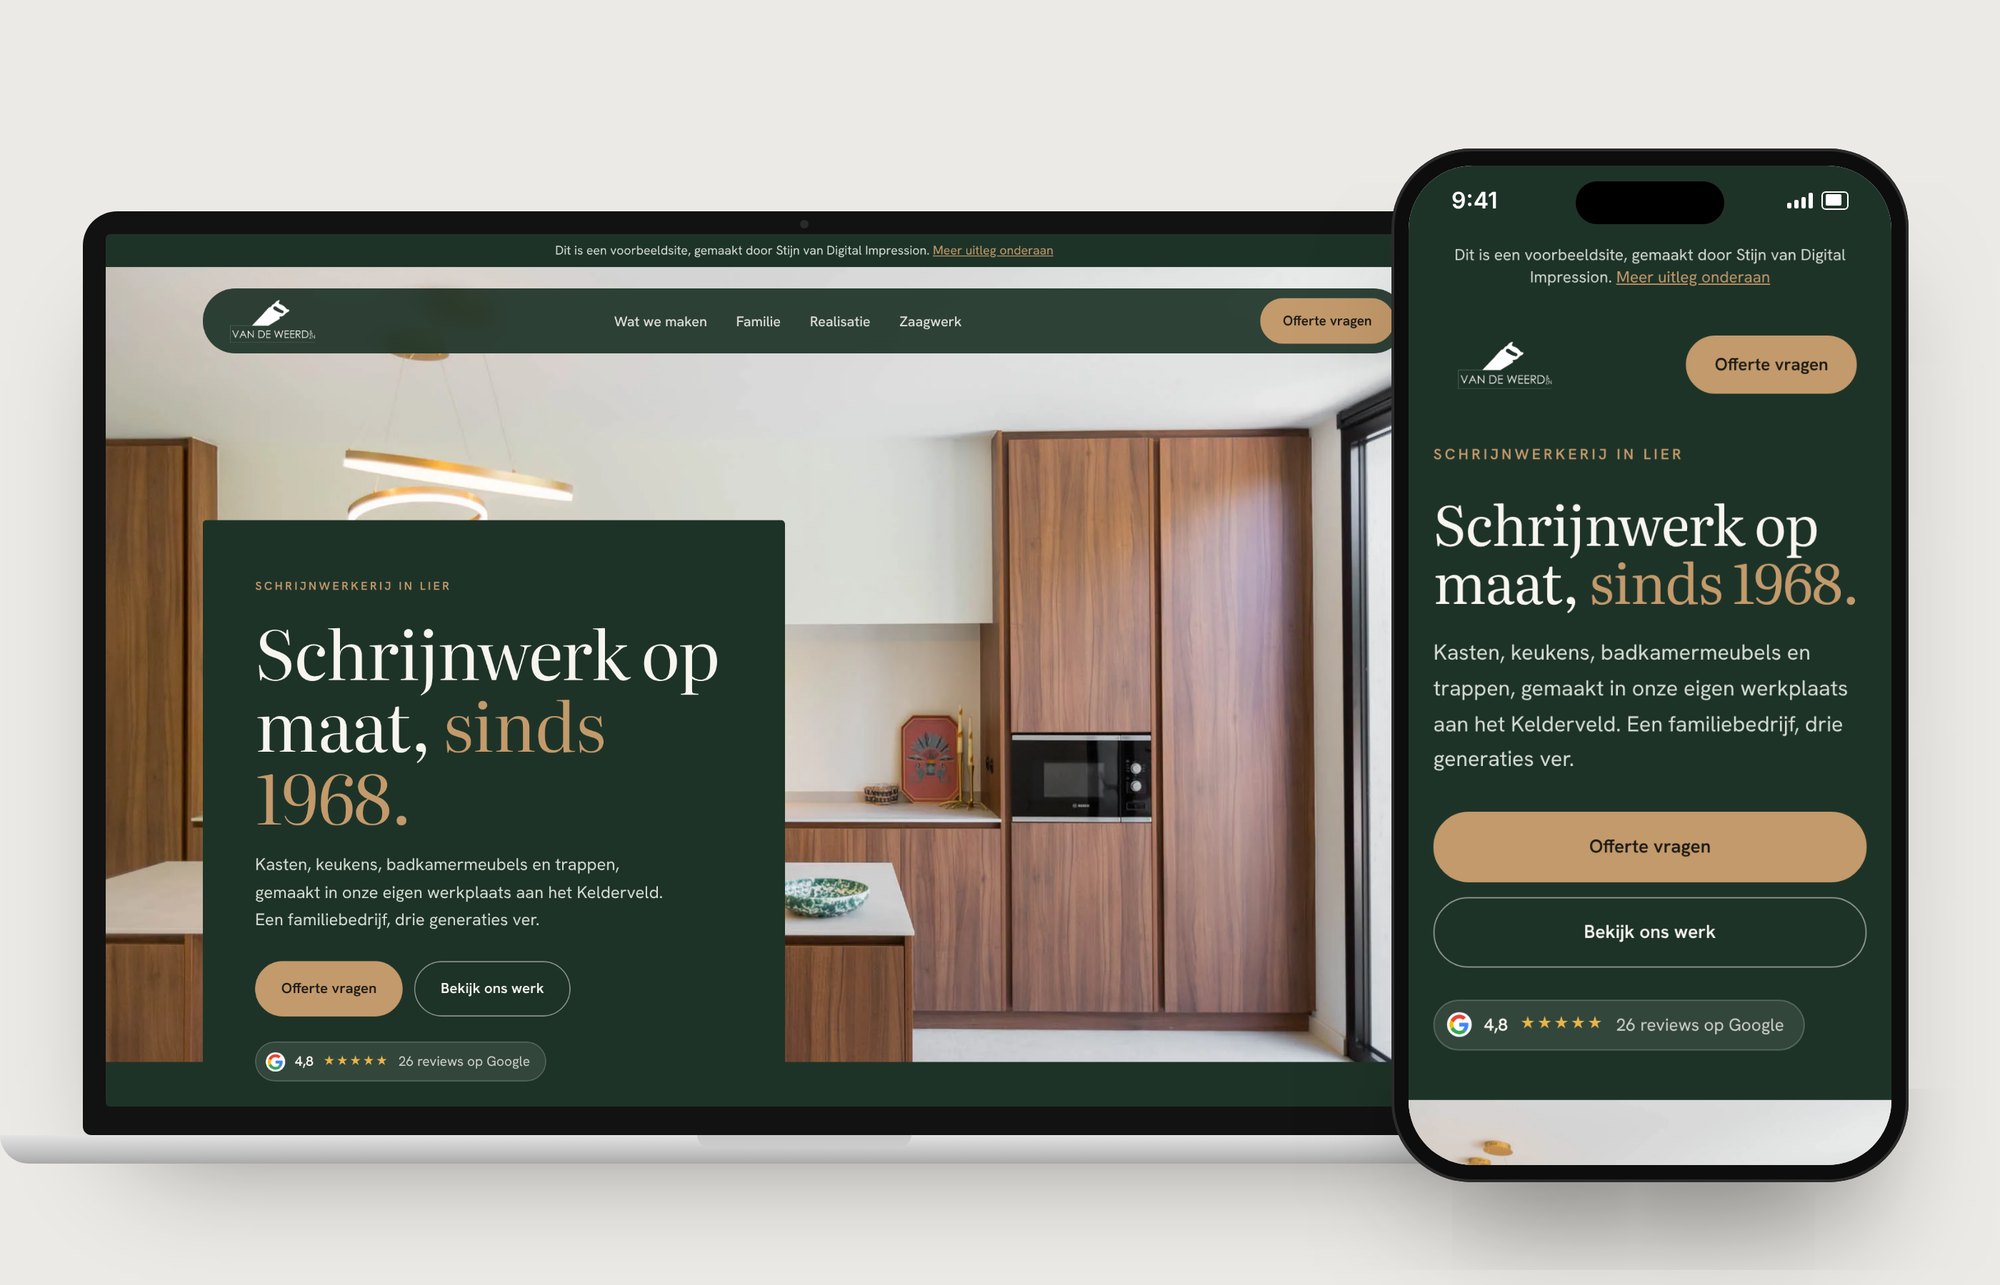 Dit is een voorbeeldsite, gemaakt door Stijn van Digital Impression. Meer uitleg onderaan
VAN DE WEERD
Wat we maken
Familie
Realisatie
Zaagwerk
Offerte vragen
SCHRIJNWERKERIJ IN LIER
Schrijnwerk op
maat, sinds
1968.
Kasten, keukens, badkamermeubels en trappen,
gemaakt in onze eigen werkplaats aan het Kelderveld.
Een familiebedrijf, drie generaties ver.
Offerte vragen
Bekijk ons werk
4,8 ★★★★★ 26 reviews op Google
9:41
Dit is een voorbeeldsite, gemaakt door Stijn van Digital
Impression. Meer uitleg onderaan
VAN DE WEERD
Offerte vragen
SCHRIJNWERKERIJ IN LIER
Schrijnwerk op
maat, sinds 1968.
Kasten, keukens, badkamermeubels en
trappen, gemaakt in onze eigen werkplaats
aan het Kelderveld. Een familiebedrijf, drie
generaties ver.
Offerte vragen
Bekijk ons werk
4,8 ★★★★★ 26 reviews op Google